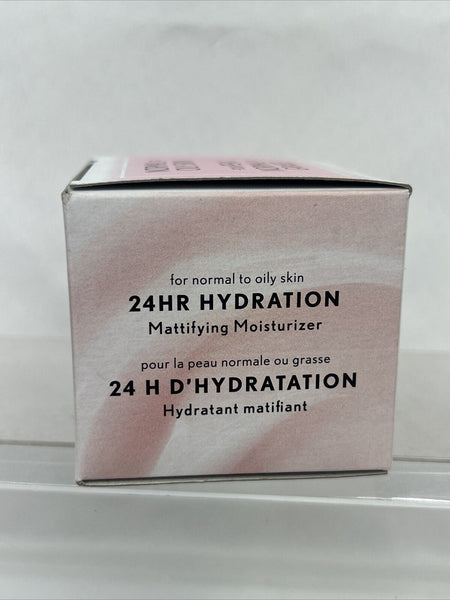 for normal to oily skin
24HR HYDRATION
Mattifying Moisturizer
pour la peau normale ou grasse
24 H D'HYDRATATION
Hydratant matifiant